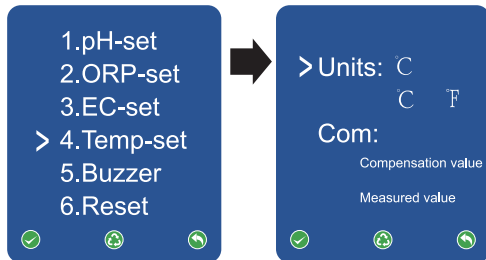 1.pH-set
2.ORP-set
3.EC-set
> 4.Temp-set
5.Buzzer
6.Reset
> Units: °C
°C °F
Com:
Compensation value
Measured value